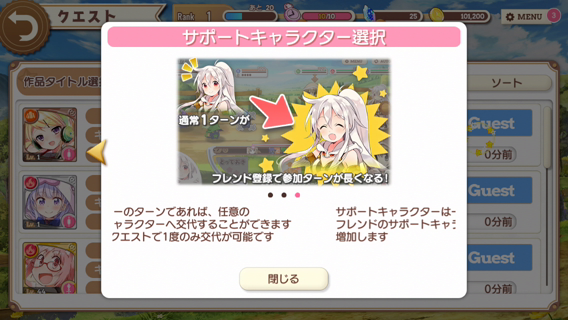 クエスト
Rank 1
あと 20
/10
25
101,200
MENU
3
サポートキャラクター選択
作品タイトル選
ソート
通常1ターンが
フレンド登録で参加ターンが長くなる!
Lv. 1
Guest
0分前
ーのターンであれば、任意の
ャラクターへ交代することができます
クエストで1度のみ交代が可能です
サポートキャラクターは
フレンドのサポートキャラ
増加します
Guest
0分前
Guest
閉じる